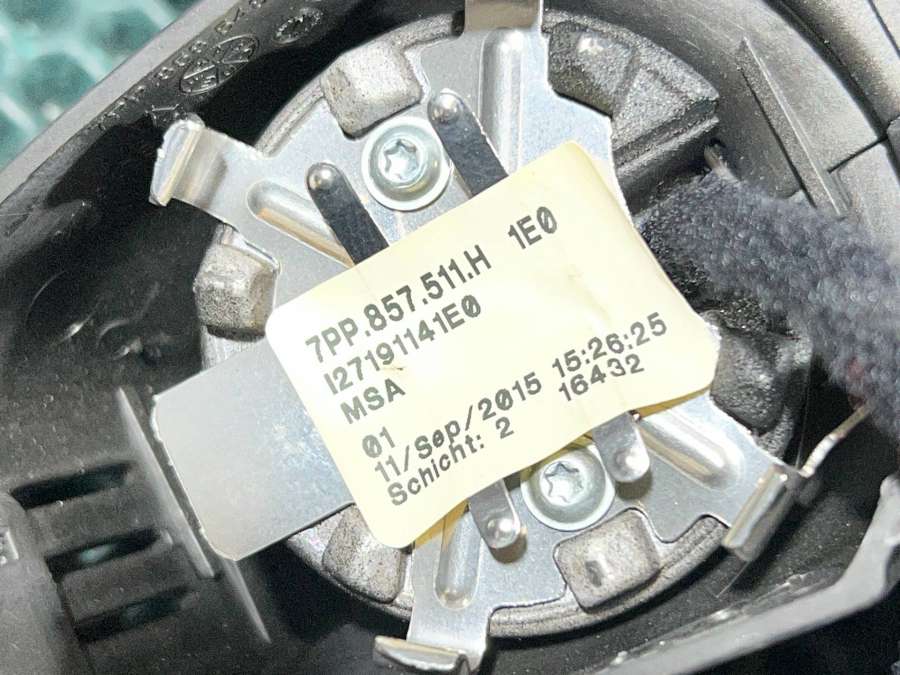 7PP.857.511.H 1E0
I27191141E0
MSA
01
11/Sep/2015 15:26:25
Schicht: 2 16432